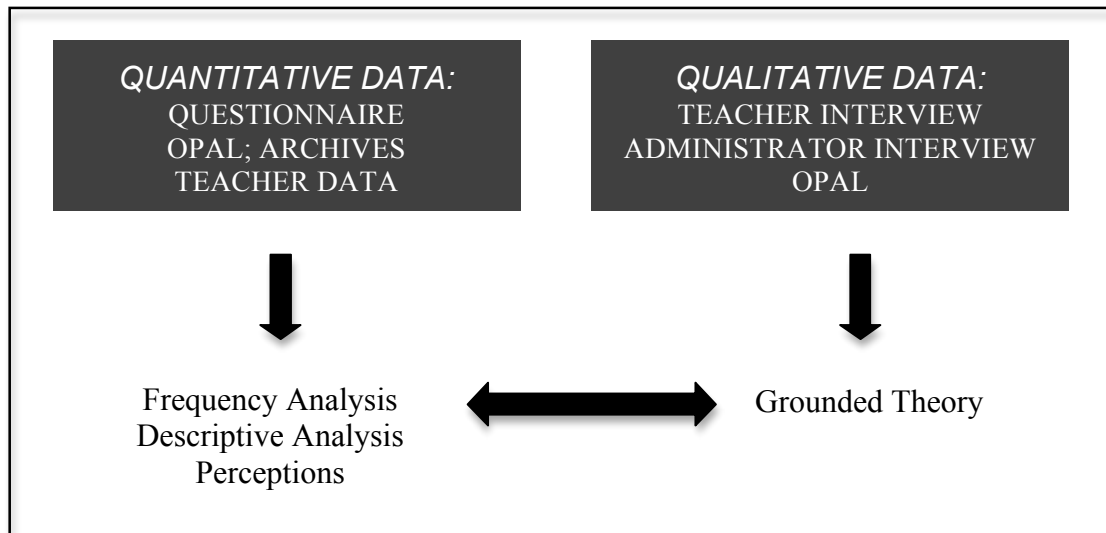 QUANTITATIVE DATA:
QUESTIONNAIRE
OPAL; ARCHIVES
TEACHER DATA
QUALITATIVE DATA:
TEACHER INTERVIEW
ADMINISTRATOR INTERVIEW
OPAL
Frequency Analysis
Descriptive Analysis
Perceptions
Grounded Theory